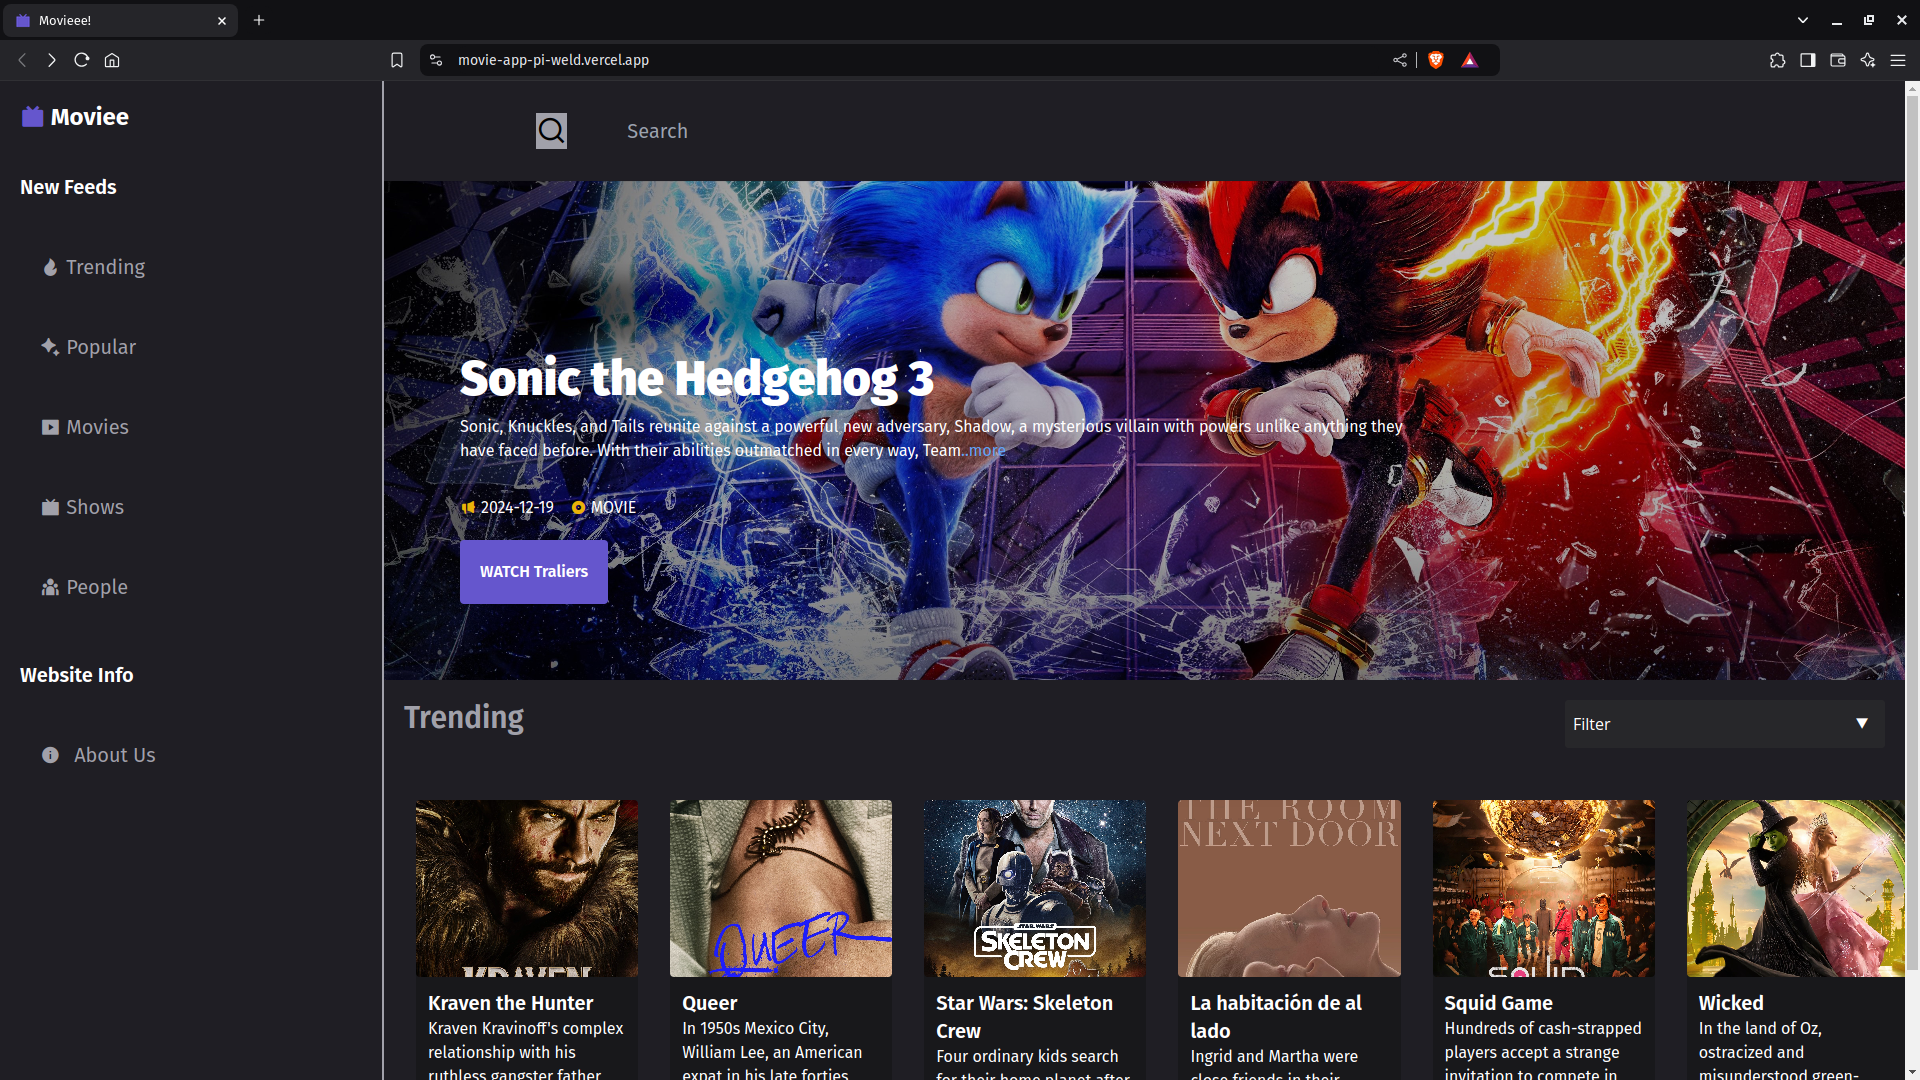 Movieee!
movie-app-pi-weld.vercel.app
Moviee
Search
New Feeds
Trending
Popular
Movies
Shows
People
Website Info
About Us
Sonic the Hedgehog 3
Sonic, Knuckles, and Tails reunite against a powerful new adversary, Shadow, a mysterious villain with powers unlike anything they
have faced before. With their abilities outmatched in every way, Team..more
2024-12-19 MOVIE
WATCH Traliers
Trending
Filter
KRAVEN
QUEER
STAR WARS
SKELETON
CREW
THE ROOM
NEXT DOOR
SQUID
Kraven the Hunter
Kraven Kravinoff's complex
relationship with his
ruthless gangster father
Queer
In 1950s Mexico City,
William Lee, an American
expat in his late forties
Star Wars: Skeleton
Crew
Four ordinary kids search
for their home planet after
La habitación de al
lado
Ingrid and Martha were
close friends in their
Squid Game
Hundreds of cash-strapped
players accept a strange
invitation to compete in
Wicked
In the land of Oz,
ostracized and
misunderstood green-